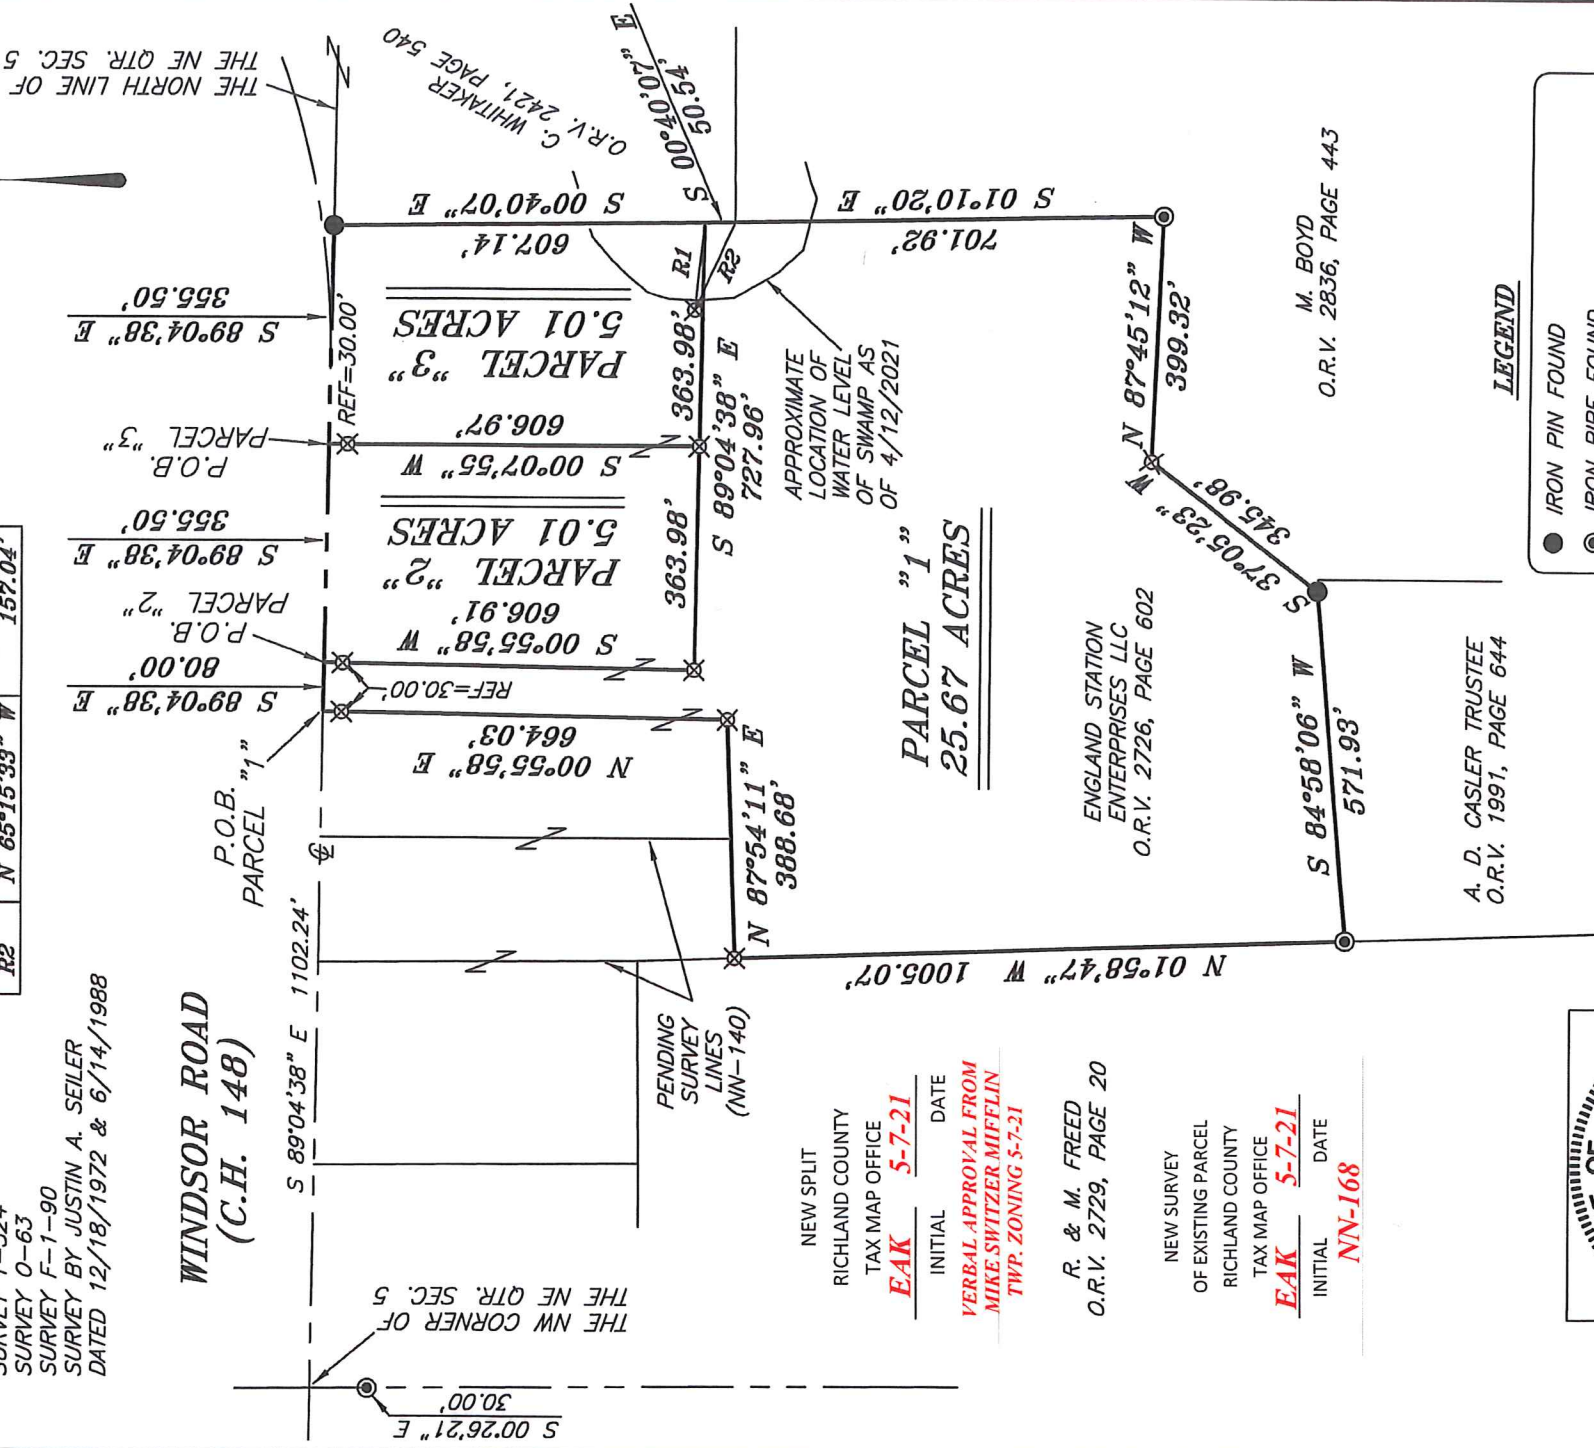 THE NORTH LINE OF
THE NE QTR. SEC. 5
C. WHITAKER
O.R.V. 2421, PAGE 540
S 00°40'07" E
50.54'
S 00°40'07" E
607.14'
S 01°10'20" E
701.92'
R1
R2
S 89°04'38" E
355.50'
REF=30.00'
PARCEL "3"
5.01 ACRES
363.98'
P.O.B.
PARCEL "3"
S 00°07'55" W
606.97'
S 89°04'38" E
727.96'
APPROXIMATE
LOCATION OF
WATER LEVEL
OF SWAMP AS
OF 4/12/2021
N 87°45'12" W
399.32'
M. BOYD
O.R.V. 2836, PAGE 443
LEGEND
IRON PIN FOUND
IRON PIPE FOUND
S 89°04'38" E
355.50'
PARCEL "2"
5.01 ACRES
363.98'
P.O.B.
PARCEL "2"
S 00°55'58" W
606.91'
S 89°04'38" E
80.00'
REF=30.00'
N 00°55'58" E
664.03'
P.O.B.
PARCEL "1"
N 87°54'11" E
388.68'
PARCEL "1"
25.67 ACRES
S 37°05'23" W
345.98'
ENGLAND STATION
ENTERPRISES LLC
O.R.V. 2726, PAGE 602
S 84°58'06" W
571.93'
A. D. CASLER TRUSTEE
O.R.V. 1991, PAGE 644
N 01°58'47" W 1005.07'
157.04'
N 65°15'33" W
R2
SURVEY O-63
SURVEY F-1-90
SURVEY BY JUSTIN A. SEILER
DATED 12/18/1972 & 6/14/1988
WINDSOR ROAD
(C.H. 148)
S 89°04'38" E 1102.24'
PENDING
SURVEY
LINES
(NN-140)
THE NW CORNER OF
THE NE QTR. SEC. 5
S 00°26'21" E
30.00'
NEW SPLIT
RICHLAND COUNTY
TAX MAP OFFICE
EAK 5-7-21
INITIAL DATE
VERBAL APPROVAL FROM
MIKE SWITZER MIFFLIN
TWP. ZONING 5-7-21
R. & M. FREED
O.R.V. 2729, PAGE 20
NEW SURVEY
OF EXISTING PARCEL
RICHLAND COUNTY
TAX MAP OFFICE
EAK 5-7-21
INITIAL DATE
NN-168
OF